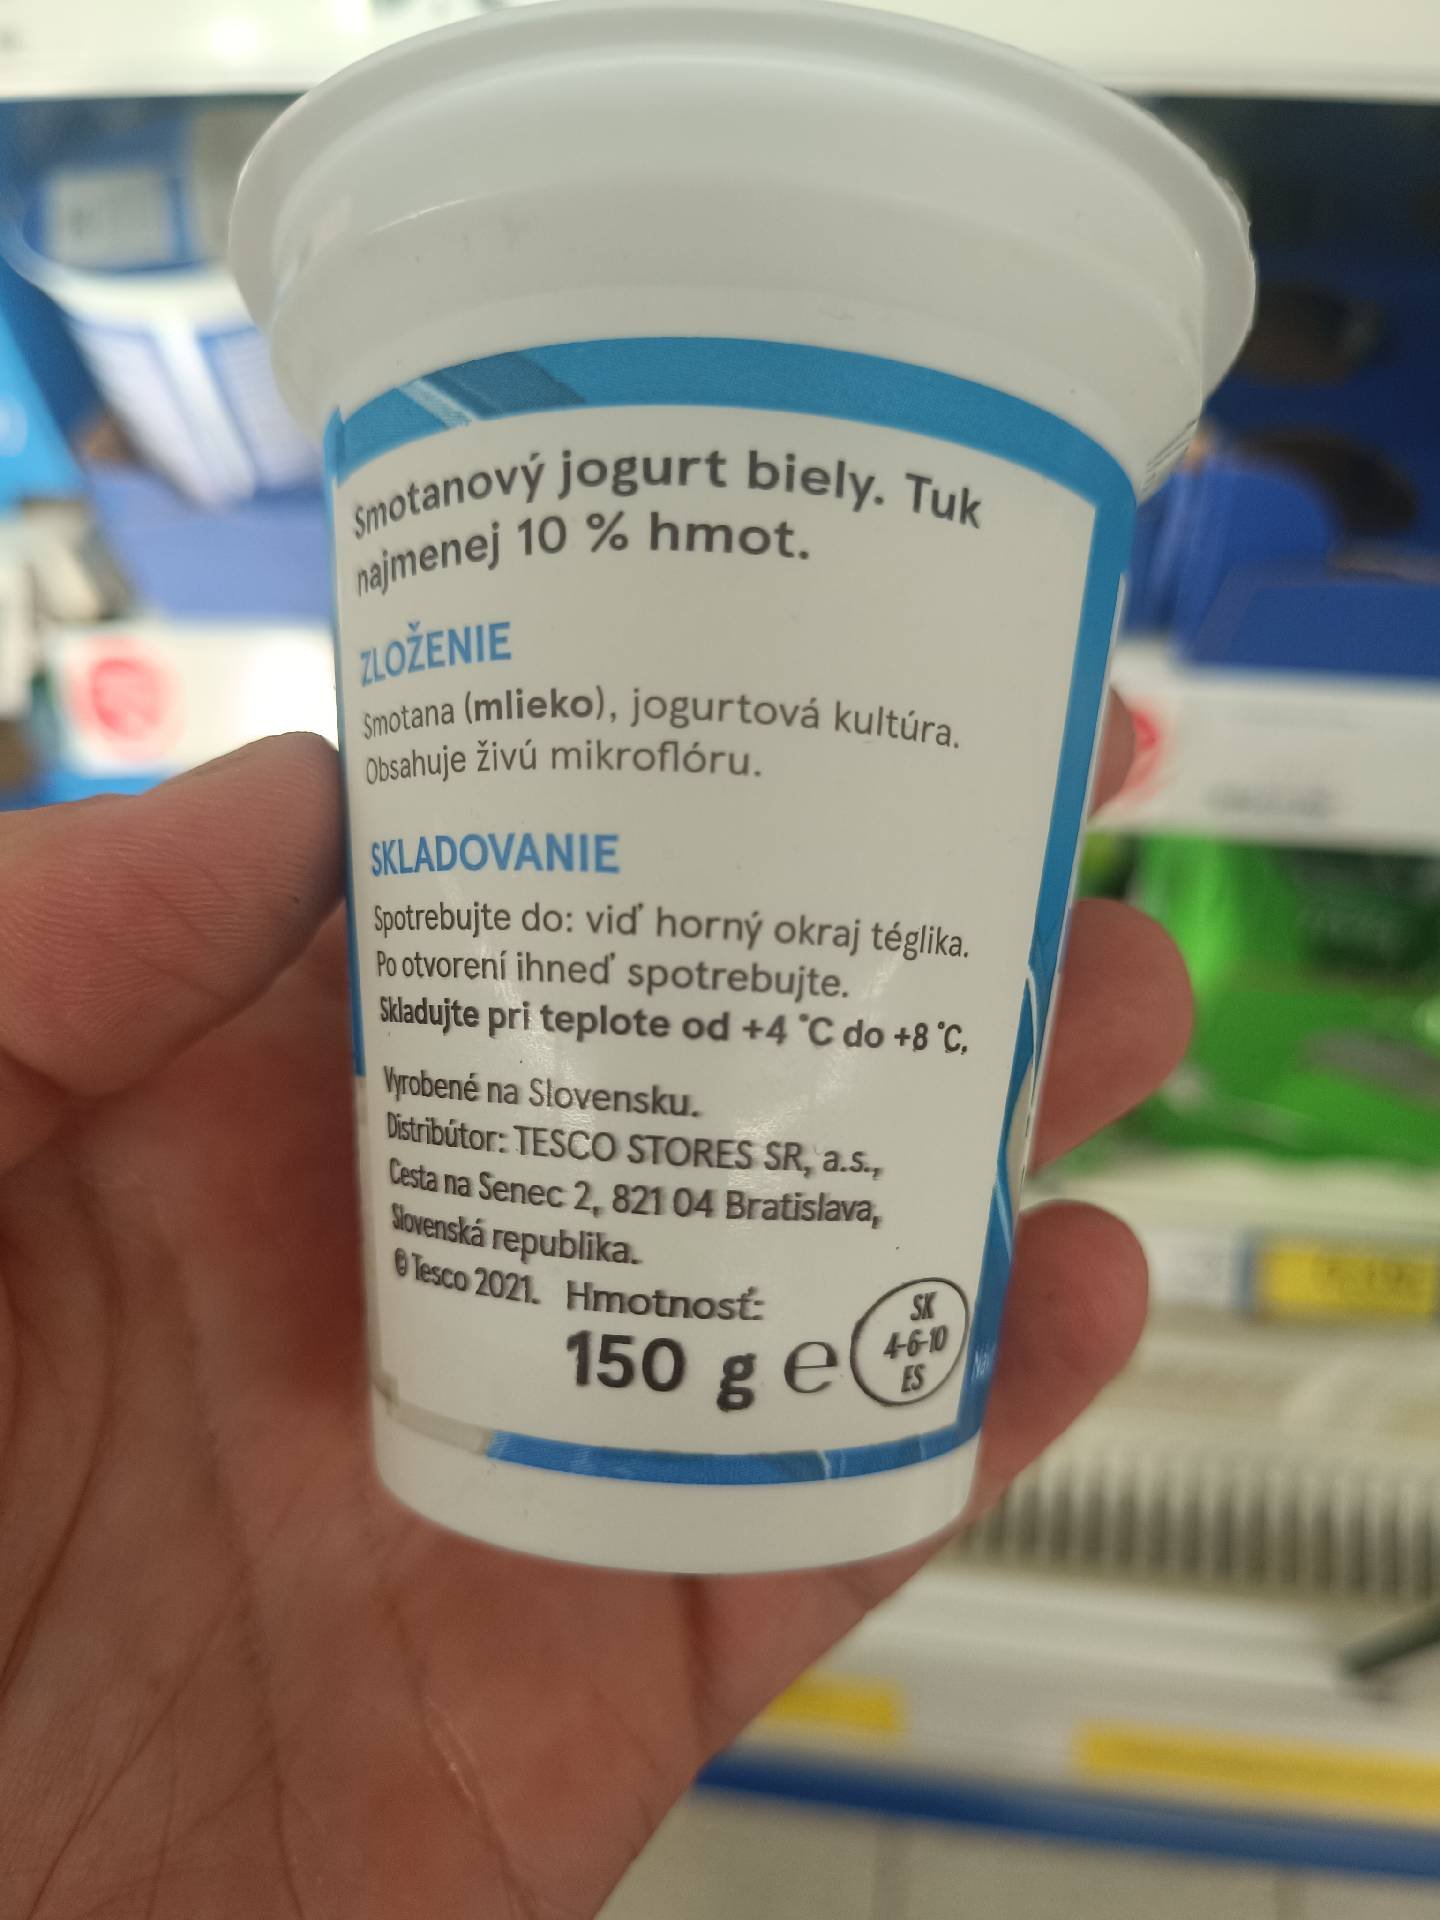 Smotanový jogurt biely. Tuk
najmenej 10 % hmot.
ZLOŽENIE
Smotana (mlieko), jogurtová kultúra.
Obsahuje živú mikroflóru.
SKLADOVANIE
Spotrebujte do: viď horný okraj téglika.
Po otvorení ihneď spotrebujte.
Skladujte pri teplote od +4 °C do +8 °C.
Vyrobené na Slovensku.
Distribútor: TESCO STORES SR, a.s.,
Cesta na Senec 2, 821 04 Bratislava,
Slovenská republika.
© Tesco 2021. Hmotnosť:
150 g e
SK
4-6-10
ES